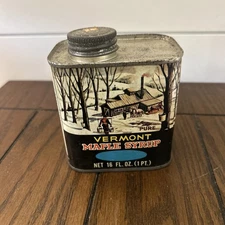 PURE
VERMONT
MAPLE SYRUP
NET 16 FL. OZ. (1 PT.)